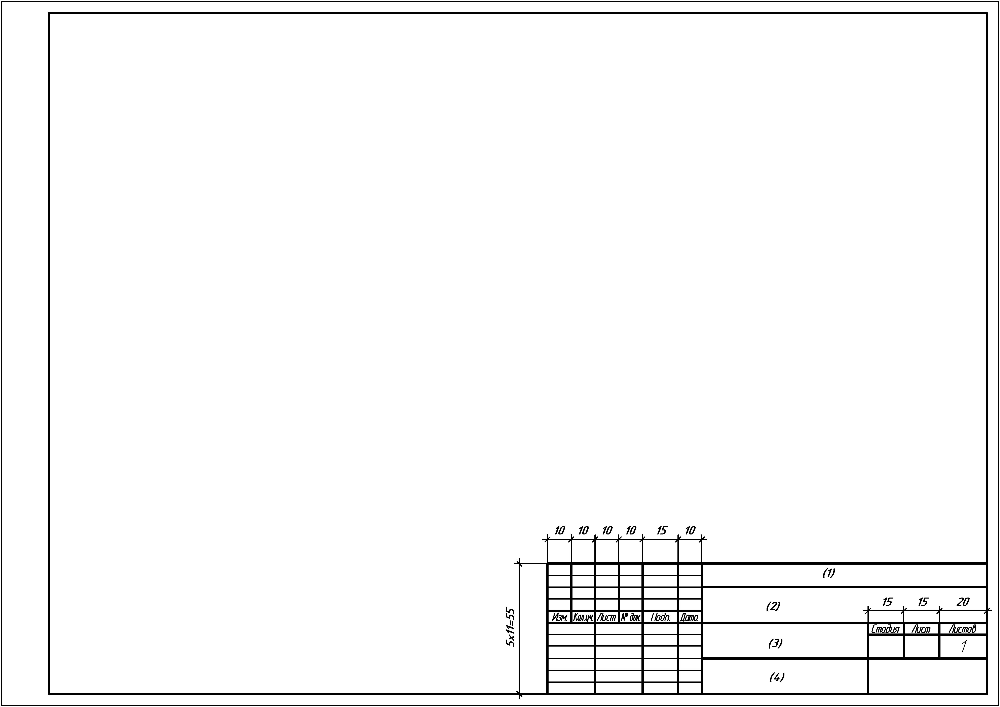 10 10 10 10 15 10
(1)
(2)
15 15 20
5x11=55
Изм. Кол.уч. Лист № док. Подп. Дата
Стадия Лист Листов
(3)
1
(4)